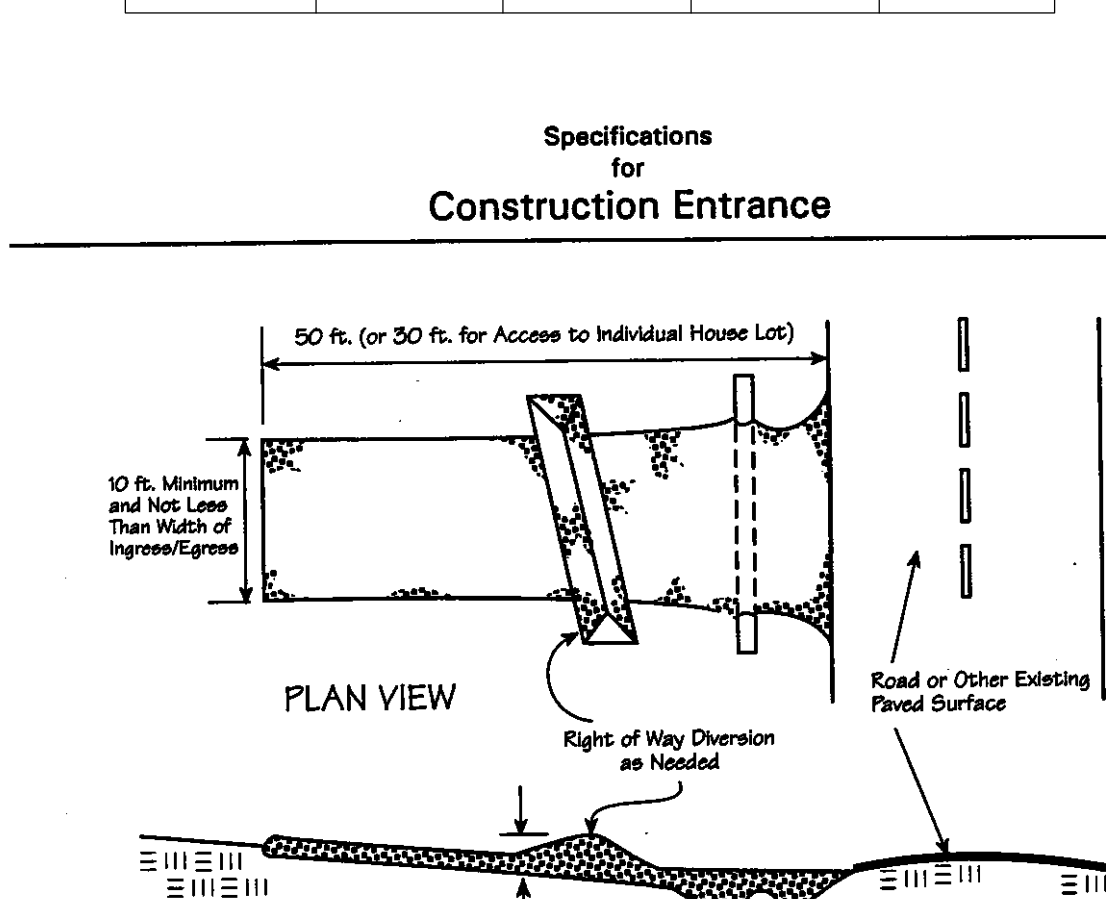 Specifications
for
Construction Entrance
50 ft. (or 30 ft. for Access to Individual House Lot)
10 ft. Minimum
and Not Less
Than Width of
Ingress/Egress
PLAN VIEW
Road or Other Existing
Paved Surface
Right of Way Diversion
as Needed